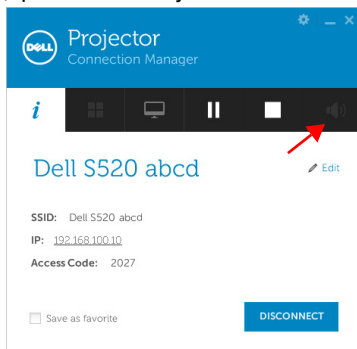 DELL
Projector
Connection Manager
i
Dell S520 abcd
Edit
SSID: Dell S520 abcd
IP: 192.168.100.10
Access Code: 2027
Save as favorite
DISCONNECT